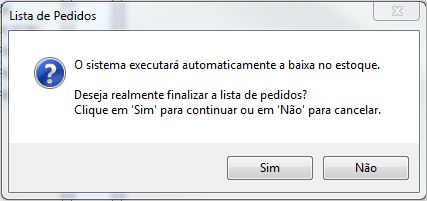 Lista de Pedidos
O sistema executará automaticamente a baixa no estoque.
Deseja realmente finalizar a lista de pedidos?
Clique em 'Sim' para continuar ou em 'Não' para cancelar.
Sim
Não